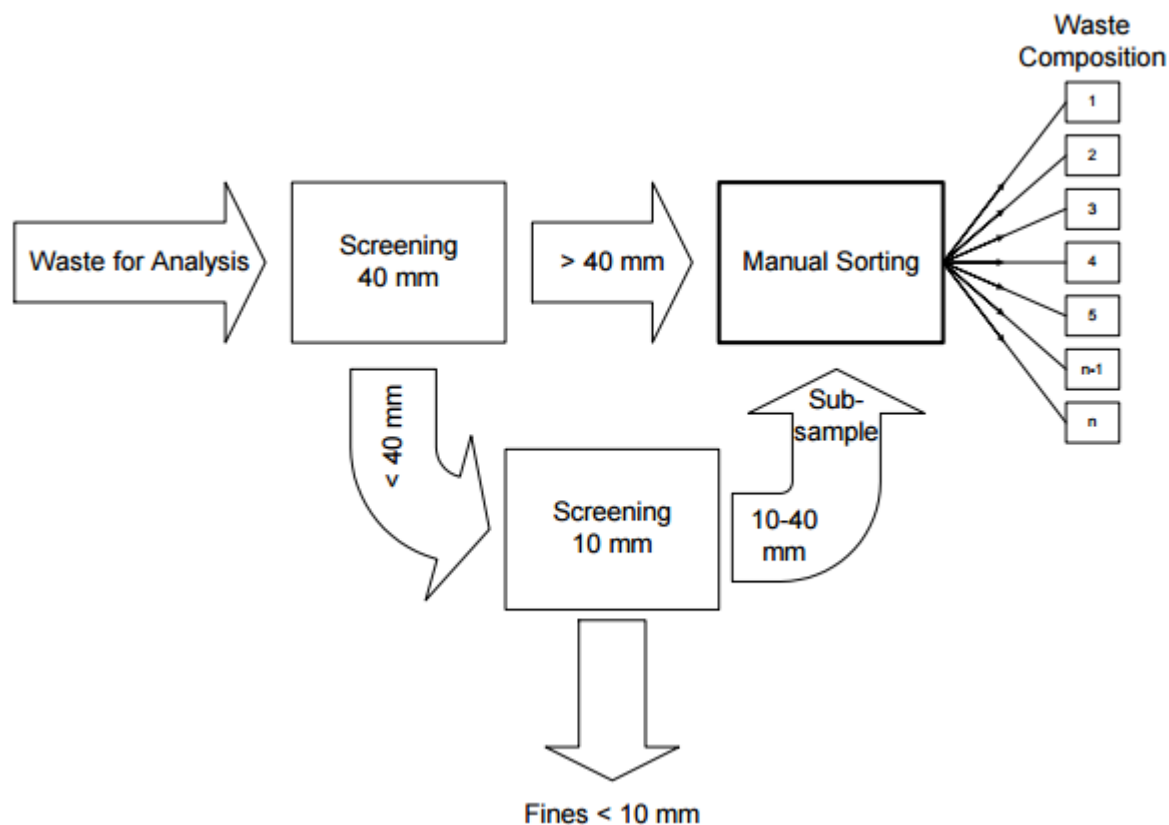 Waste
Composition
1
2
3
4
5
n-1
n
Waste for Analysis
Screening
40 mm
> 40 mm
Manual Sorting
< 40 mm
Sub-
sample
Screening
10 mm
10-40
mm
Fines < 10 mm